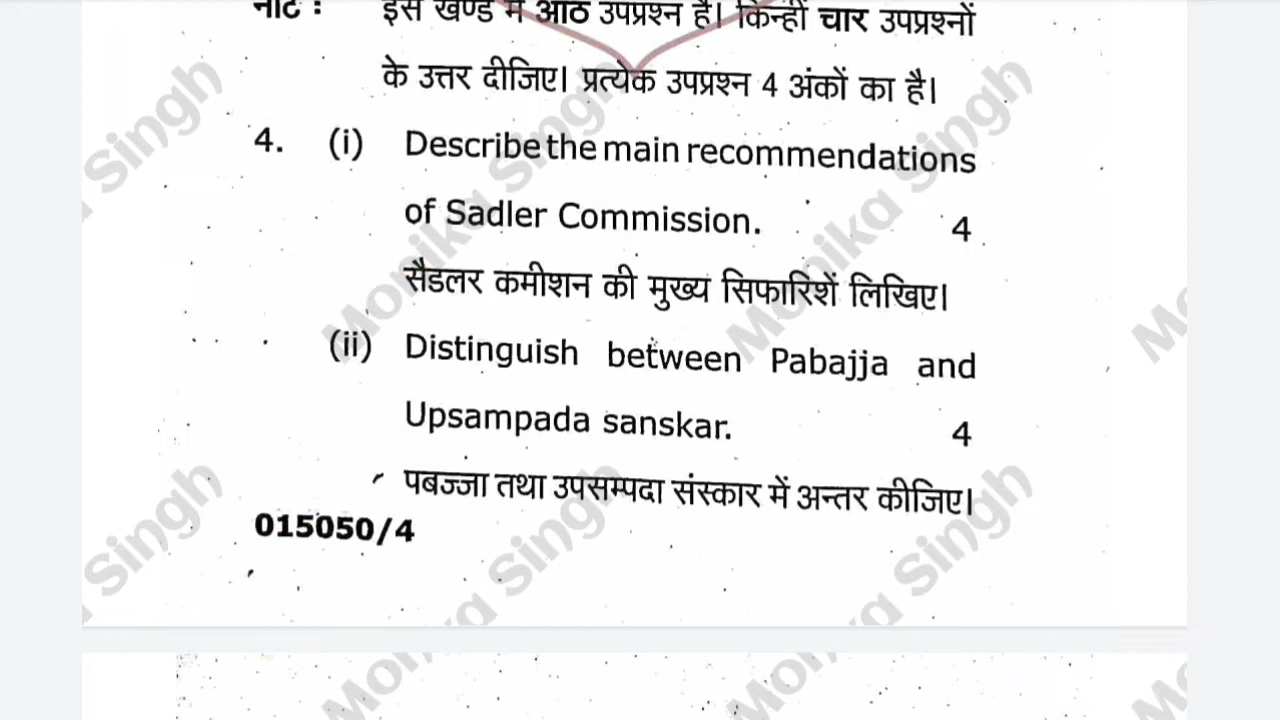 नोट : इस खण्ड में आठ उपप्रश्न हैं। किन्हीं चार उपप्रश्नों
के उत्तर दीजिए। प्रत्येक उपप्रश्न 4 अंकों का है।
4. (i) Describe the main recommendations
of Sadler Commission. 4
सैडलर कमीशन की मुख्य सिफारिशें लिखिए।
(ii) Distinguish between Pabajja and
Upsampada sanskar. 4
पबज्जा तथा उपसम्पदा संस्कार में अन्तर कीजिए।
015050/4
Monika Singh